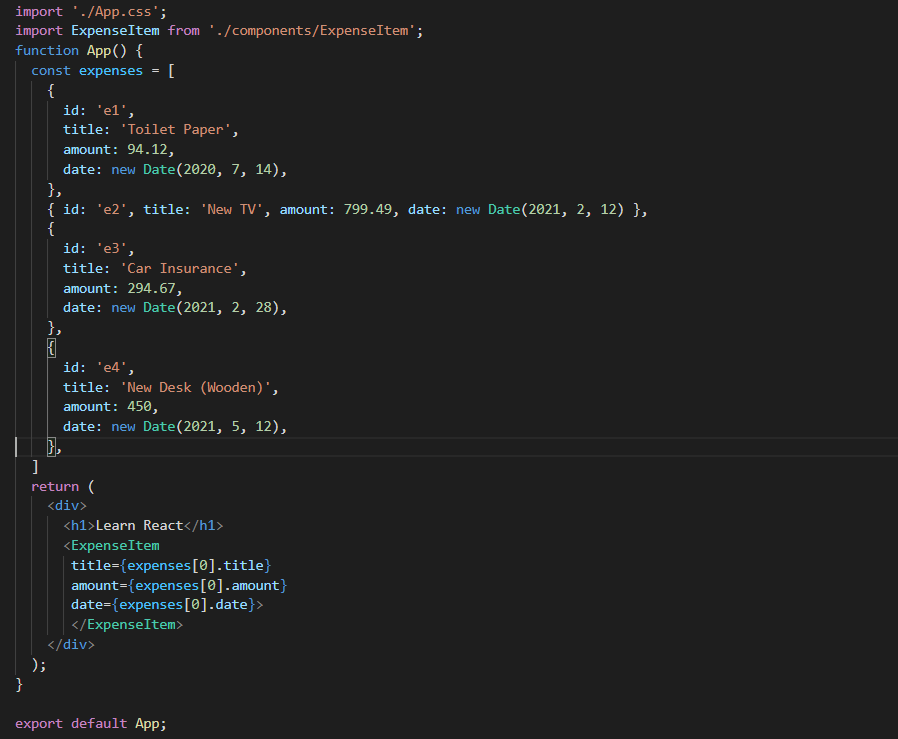 import './App.css';
import ExpenseItem from './components/ExpenseItem';
function App() {
  const expenses = [
    {
      id: 'e1',
      title: 'Toilet Paper',
      amount: 94.12,
      date: new Date(2020, 7, 14),
    },
    { id: 'e2', title: 'New TV', amount: 799.49, date: new Date(2021, 2, 12) },
    {
      id: 'e3',
      title: 'Car Insurance',
      amount: 294.67,
      date: new Date(2021, 2, 28),
    },
    {
      id: 'e4',
      title: 'New Desk (Wooden)',
      amount: 450,
      date: new Date(2021, 5, 12),
    },
  ]
  return (
    <div>
      <h1>Learn React</h1>
      <ExpenseItem
       title={expenses[0].title}
       amount={expenses[0].amount}
       date={expenses[0].date}>
       </ExpenseItem>
    </div>
  );
}

export default App;